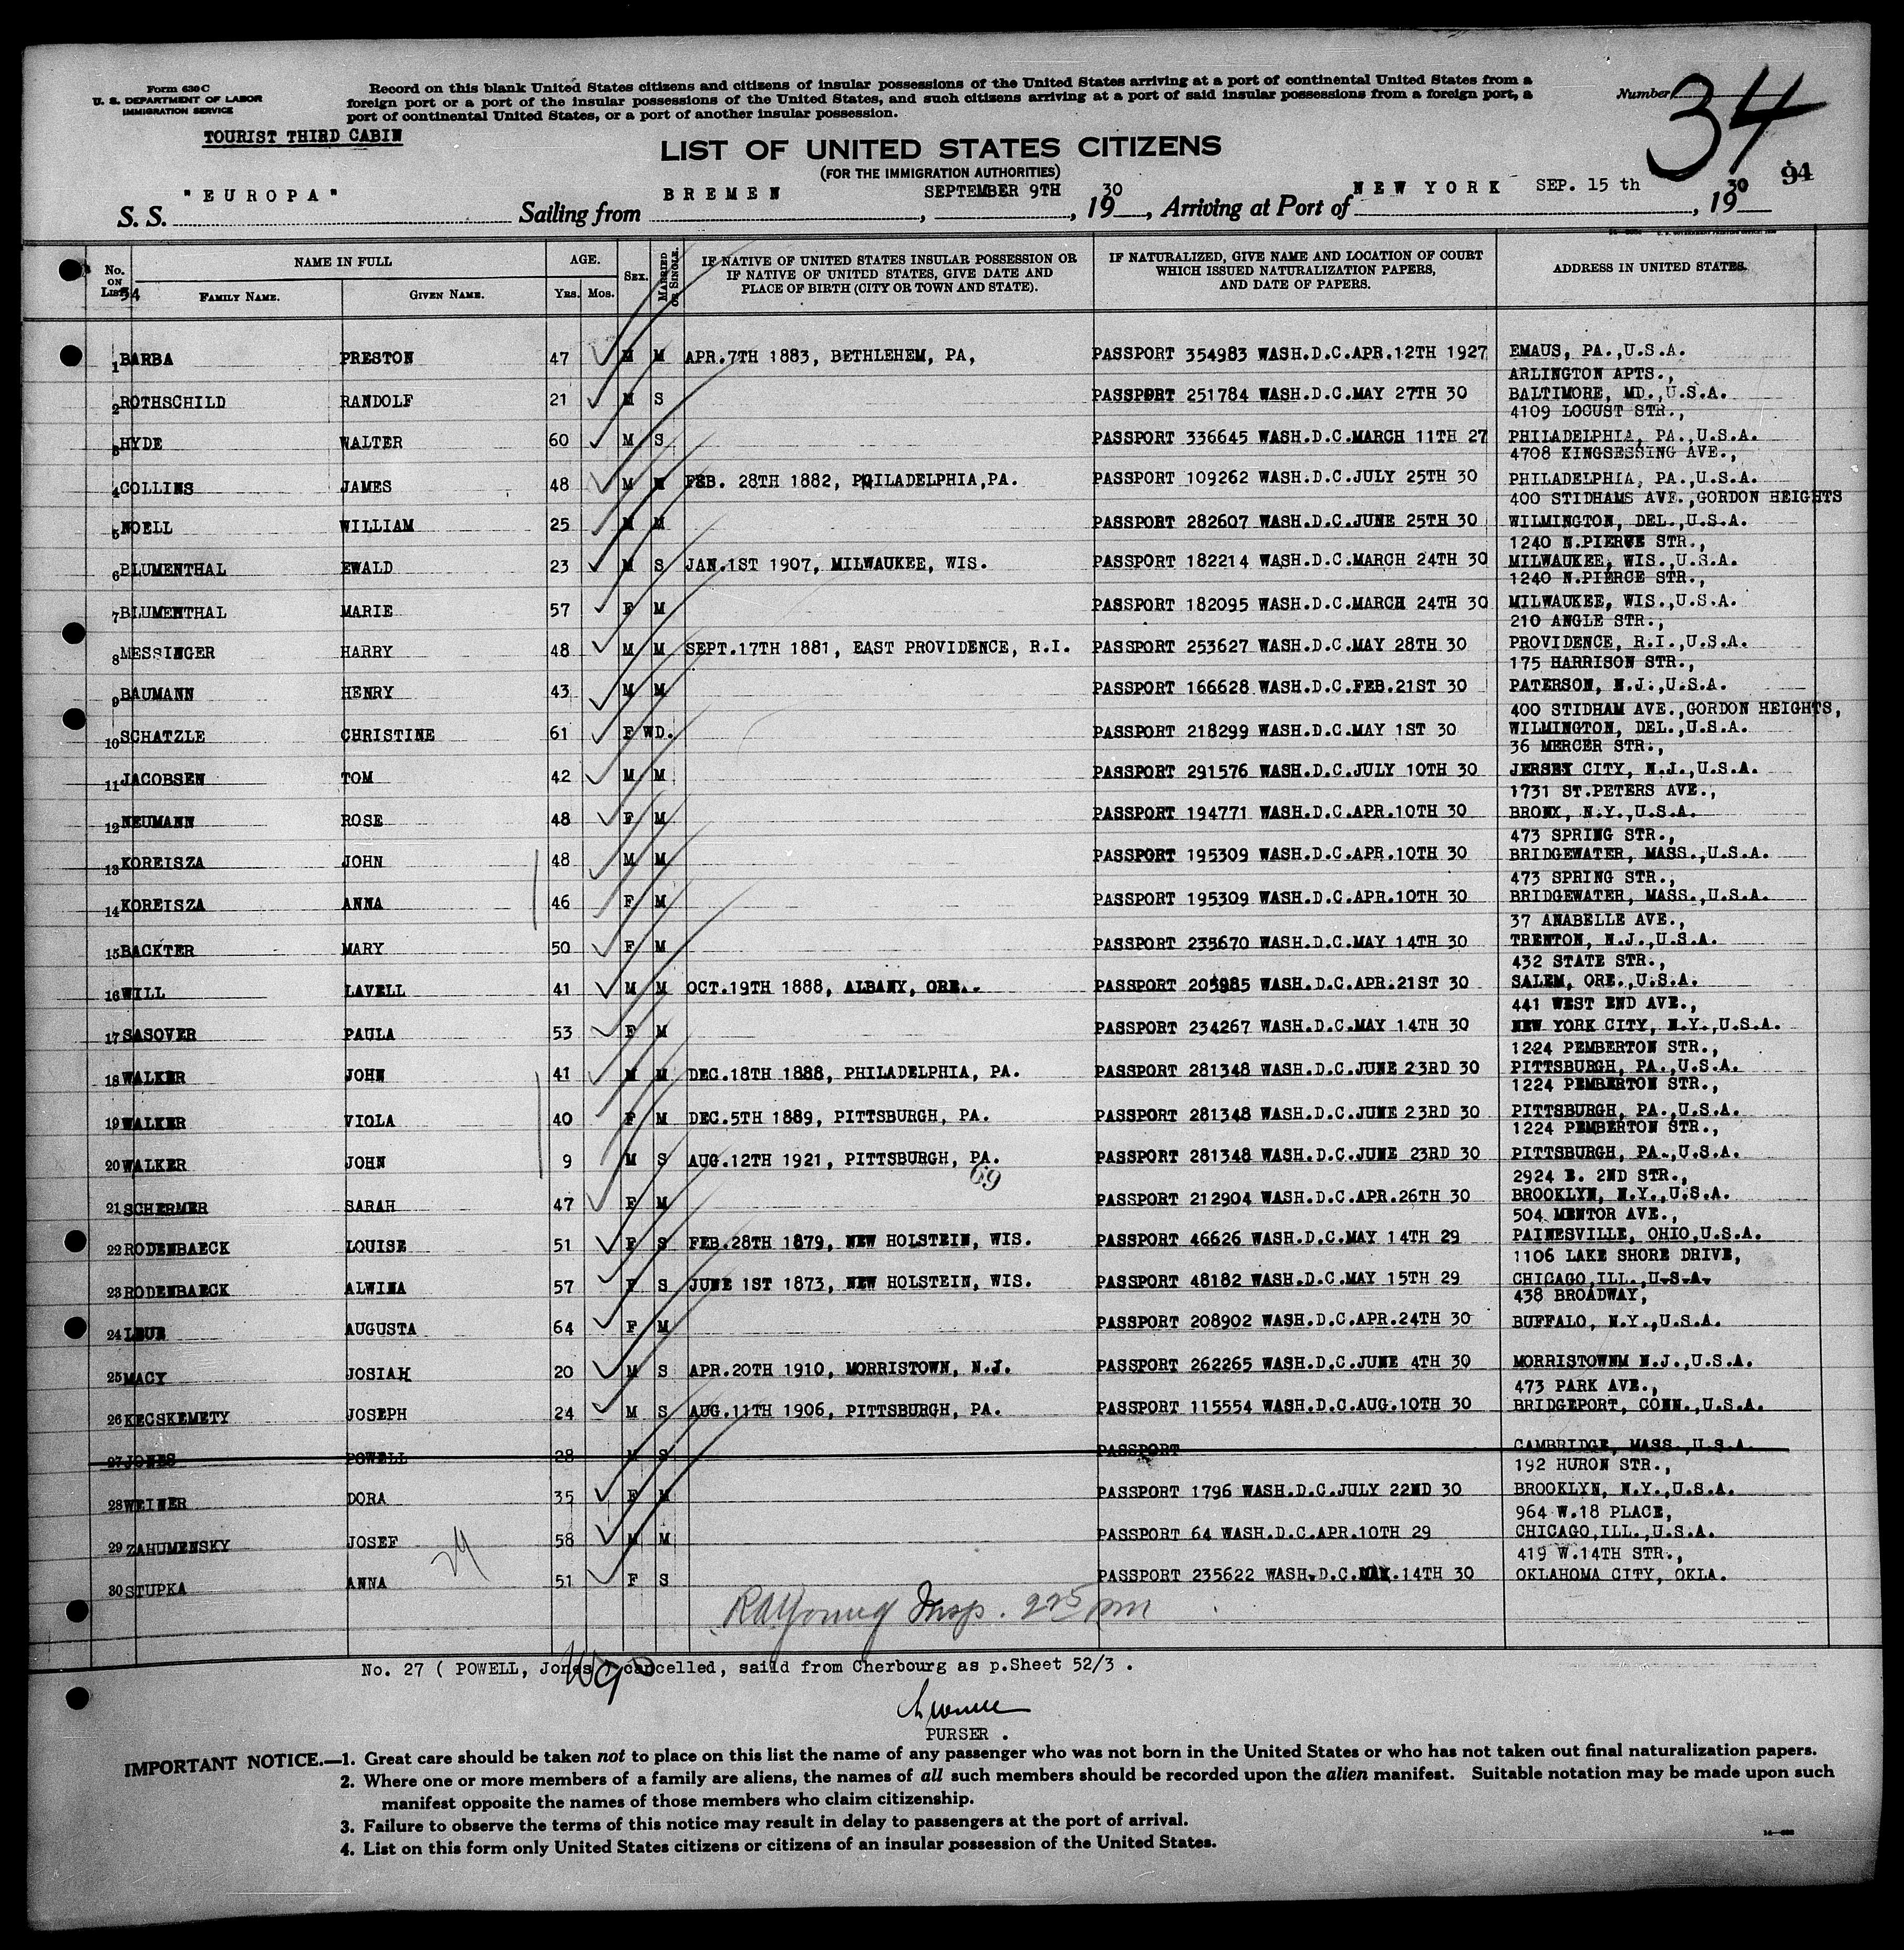 Form 630 C
U. S. DEPARTMENT OF LABOR
IMMIGRATION SERVICE
TOURIST THIRD CABIN
Record on this blank United States citizens and citizens of insular possessions of the United States arriving at a port of continental United States from a
foreign port or a port of the insular possessions of the United States, and such citizens arriving at a port of said insular possessions from a foreign port, a
port of continental United States, or a port of another insular possession.
Number 34
94
LIST OF UNITED STATES CITIZENS
(FOR THE IMMIGRATION AUTHORITIES)
S. S. "EUROPA" Sailing from BREMEN, SEPTEMBER 9TH, 1930, Arriving at Port of NEW YORK SEP. 15 th, 1930
No. ON LIST 34 NAME IN FULL FAMILY NAME. GIVEN NAME. AGE. Yrs. Mos. SEX. MARRIED OR SINGLE. IF NATIVE OF UNITED STATES INSULAR POSSESSION OR IF NATIVE OF UNITED STATES, GIVE DATE AND PLACE OF BIRTH (CITY OR TOWN AND STATE). IF NATURALIZED, GIVE NAME AND LOCATION OF COURT WHICH ISSUED NATURALIZATION PAPERS, AND DATE OF PAPERS. ADDRESS IN UNITED STATES.
1 BARBA PRESTON 47 M M APR.7TH 1883, BETHLEHEM, PA, PASSPORT 354983 WASH.D.C.APR.12TH 1927 EMAUS, PA.,U.S.A.
ARLINGTON APTS.,
2 ROTHSCHILD RANDOLF 21 M S PASSPORT 251784 WASH.D.C.MAY 27TH 30 BALTIMORE, MD.,U.S.A.
4109 LOCUST STR.,
3 HYDE WALTER 60 M S PASSPORT 336645 WASH.D.C.MARCH 11TH 27 PHILADELPHIA, PA.,U.S.A.
4708 KINGSESSING AVE.,
4 COLLINS JAMES 48 M M FEB. 28TH 1882, PHILADELPHIA,PA. PASSPORT 109262 WASH.D.C.JULY 25TH 30 PHILADELPHIA, PA.,U.S.A.
400 STIDHAMS AVE.,GORDON HEIGHTS
5 NOELL WILLIAM 25 M M PASSPORT 282607 WASH.D.C.JUNE 25TH 30 WILMINGTON, DEL.,U.S.A.
1240 N.PIERCE STR.,
6 BLUMENTHAL EWALD 23 M S JAN.1ST 1907, MILWAUKEE, WIS. PASSPORT 182214 WASH.D.C.MARCH 24TH 30 MILWAUKEE, WIS.,U.S.A.
1240 N.PIERCE STR.,
7 BLUMENTHAL MARIE 57 F M PASSPORT 182095 WASH.D.C.MARCH 24TH 30 MILWAUKEE, WIS.,U.S.A.
210 ANGLE STR.,
8 MESSINGER HARRY 48 M M SEPT.17TH 1881, EAST PROVIDENCE, R.I. PASSPORT 253627 WASH.D.C.MAY 28TH 30 PROVIDENCE, R.I.,U.S.A.
175 HARRISON STR.,
9 BAUMANN HENRY 43 M M PASSPORT 166628 WASH.D.C.FEB.21ST 30 PATERSON, N.J.,U.S.A.
400 STIDHAM AVE.,GORDON HEIGHTS,
10 SCHATZLE CHRISTINE 61 F WD. PASSPORT 218299 WASH.D.C.MAY 1ST 30 WILMINGTON, DEL.,U.S.A.
36 MERCER STR.,
11 JACOBSEN TOM 42 M M PASSPORT 291576 WASH.D.C.JULY 10TH 30 JERSEY CITY, N.J.,U.S.A.
1731 ST.PETERS AVE.,
12 NEUMANN ROSE 48 F M PASSPORT 194771 WASH.D.C.APR.10TH 30 BRONX, N.Y.,U.S.A.
473 SPRING STR.,
13 KOREISZA JOHN 48 M M PASSPORT 195309 WASH.D.C.APR.10TH 30 BRIDGEWATER, MASS.,U.S.A.
473 SPRING STR.,
14 KOREISZA ANNA 46 F M PASSPORT 195309 WASH.D.C.APR.10TH 30 BRIDGEWATER, MASS.,U.S.A.
37 ANABELLE AVE.,
15 BACKTER MARY 50 F M PASSPORT 235670 WASH.D.C.MAY 14TH 30 TRENTON, N.J.,U.S.A.
432 STATE STR.,
16 WILL LAVELL 41 M M OCT.19TH 1888, ALBANY, ORE. PASSPORT 205985 WASH.D.C.APR.21ST 30 SALEM, ORE.,U.S.A.
441 WEST END AVE.,
17 SASOVER PAULA 53 F M PASSPORT 234267 WASH.D.C.MAY 14TH 30 NEW YORK CITY, N.Y.,U.S.A.
1224 PEMBERTON STR.,
18 WALKER JOHN 41 M M DEC.18TH 1888, PHILADELPHIA, PA. PASSPORT 281348 WASH.D.C.JUNE 23RD 30 PITTSBURGH, PA.,U.S.A.
1224 PEMBERTON STR.,
19 WALKER VIOLA 40 F M DEC.5TH 1889, PITTSBURGH, PA. PASSPORT 281348 WASH.D.C.JUNE 23RD 30 PITTSBURGH, PA.,U.S.A.
1224 PEMBERTON STR.,
20 WALKER JOHN 9 M S AUG.12TH 1921, PITTSBURGH, PA. PASSPORT 281348 WASH.D.C.JUNE 23RD 30 PITTSBURGH, PA.,U.S.A.
69
2924 E. 2ND STR.,
21 SCHERMER SARAH 47 F M PASSPORT 212904 WASH.D.C.APR.26TH 30 BROOKLYN, N.Y.,U.S.A.
504 MENTOR AVE.,
22 RODENBAECK LOUISE 51 F S FEB.28TH 1879, NEW HOLSTEIN, WIS. PASSPORT 46626 WASH.D.C.MAY 14TH 29 PAINESVILLE, OHIO,U.S.A.
1106 LAKE SHORE DRIVE,
23 RODENBAECK ALWINA 57 F S JUNE 1ST 1873, NEW HOLSTEIN, WIS. PASSPORT 48182 WASH.D.C.MAY 15TH 29 CHICAGO,ILL.,U.S.A.
438 BROADWAY,
24 LEUE AUGUSTA 64 F M PASSPORT 208902 WASH.D.C.APR.24TH 30 BUFFALO, N.Y.,U.S.A.
25 MACY JOSIAH 20 M S APR.20TH 1910, MORRISTOWN, N.J. PASSPORT 262265 WASH.D.C.JUNE 4TH 30 MORRISTOWNM N.J.,U.S.A.
473 PARK AVE.,
26 KECSKEMETY JOSEPH 24 M S AUG.11TH 1906, PITTSBURGH, PA. PASSPORT 115554 WASH.D.C.AUG.10TH 30 BRIDGEPORT, CONN.,U.S.A.
27 JONES POWELL 28 M S PASSPORT CAMBRIDGE, MASS.,U.S.A.
192 HURON STR.,
28 WEINER DORA 35 F M PASSPORT 1796 WASH.D.C.JULY 22ND 30 BROOKLYN, N.Y.,U.S.A.
964 W.18 PLACE,
29 ZAHUMENSKY JOSEF 58 M M PASSPORT 64 WASH.D.C.APR.10TH 29 CHICAGO,ILL.,U.S.A.
419 W.14TH STR.,
30 STUPKA ANNA 51 F S PASSPORT 235622 WASH.D.C.MAY.14TH 30 OKLAHOMA CITY, OKLA.
29
RA Young Insp. 225 pm
No. 27 ( POWELL, Jones ) cancelled, saild from Cherbourg as p.Sheet 52/3 .
PURSER .
IMPORTANT NOTICE.—1. Great care should be taken not to place on this list the name of any passenger who was not born in the United States or who has not taken out final naturalization papers.
2. Where one or more members of a family are aliens, the names of all such members should be recorded upon the alien manifest. Suitable notation may be made upon such
manifest opposite the names of those members who claim citizenship.
3. Failure to observe the terms of this notice may result in delay to passengers at the port of arrival.
4. List on this form only United States citizens or citizens of an insular possession of the United States.